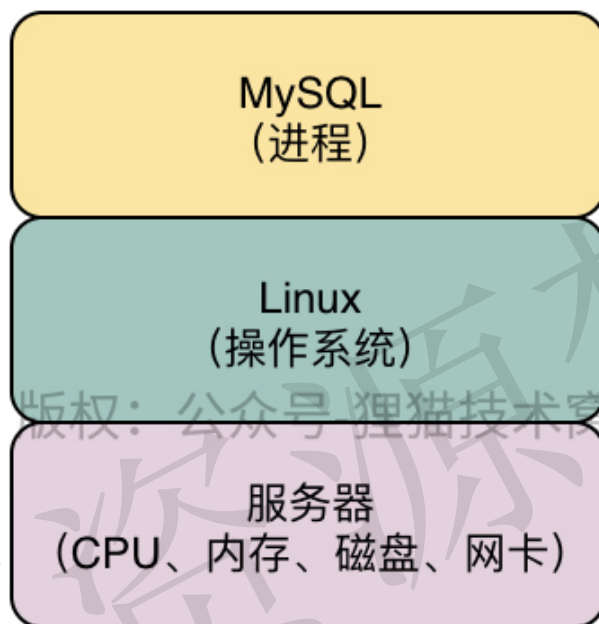 MySQL
（进程）
Linux
（操作系统）
版权：公众号-狸猫技术窝
服务器
（CPU、内存、磁盘、网卡）